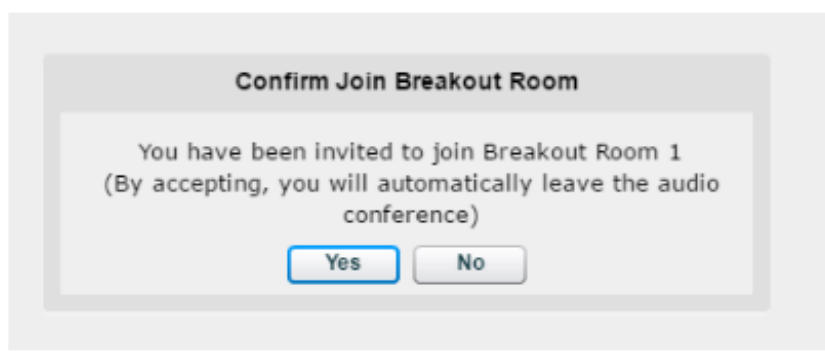 Confirm Join Breakout Room
You have been invited to join Breakout Room 1
(By accepting, you will automatically leave the audio
conference)
Yes No